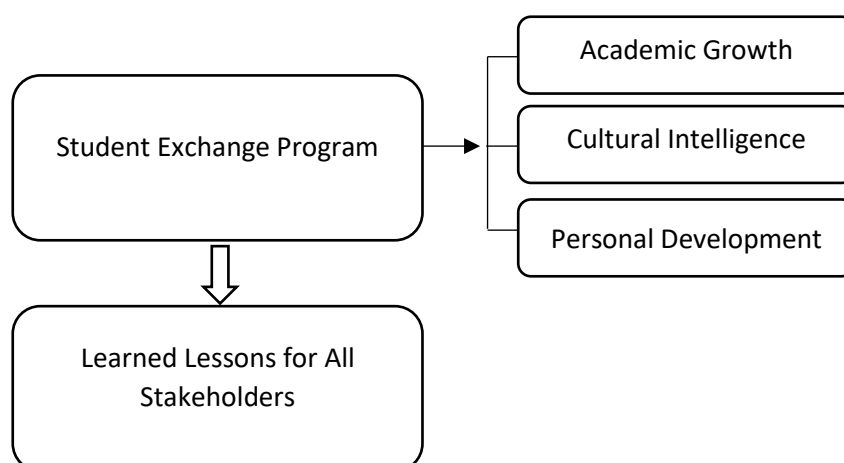 Student Exchange Program
Academic Growth
Cultural Intelligence
Personal Development
Learned Lessons for All
Stakeholders